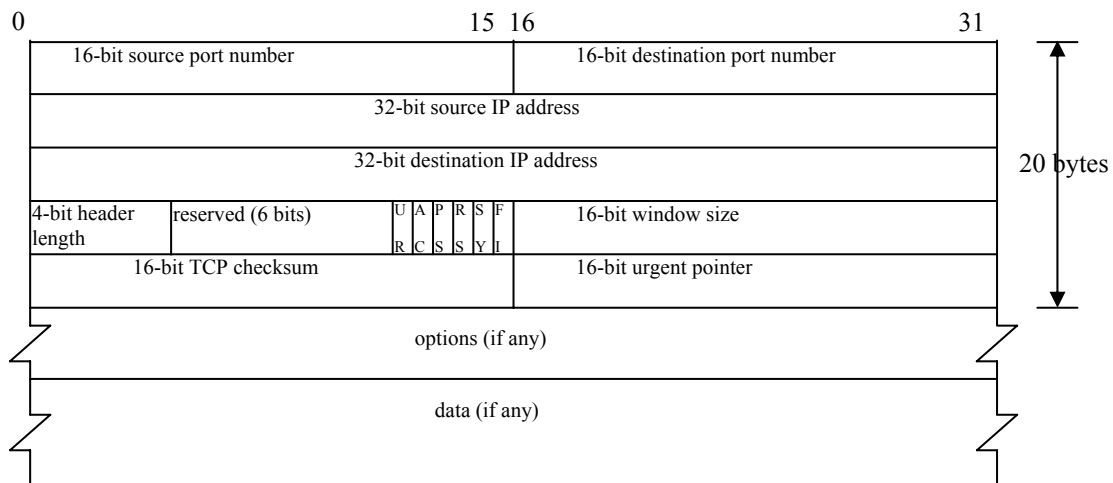 0 15 16 31
16-bit source port number 16-bit destination port number
32-bit source IP address
32-bit destination IP address
20 bytes
4-bit header
length
reserved (6 bits)
U A P R S F
R C S S Y I
16-bit window size
16-bit TCP checksum 16-bit urgent pointer
options (if any)
data (if any)